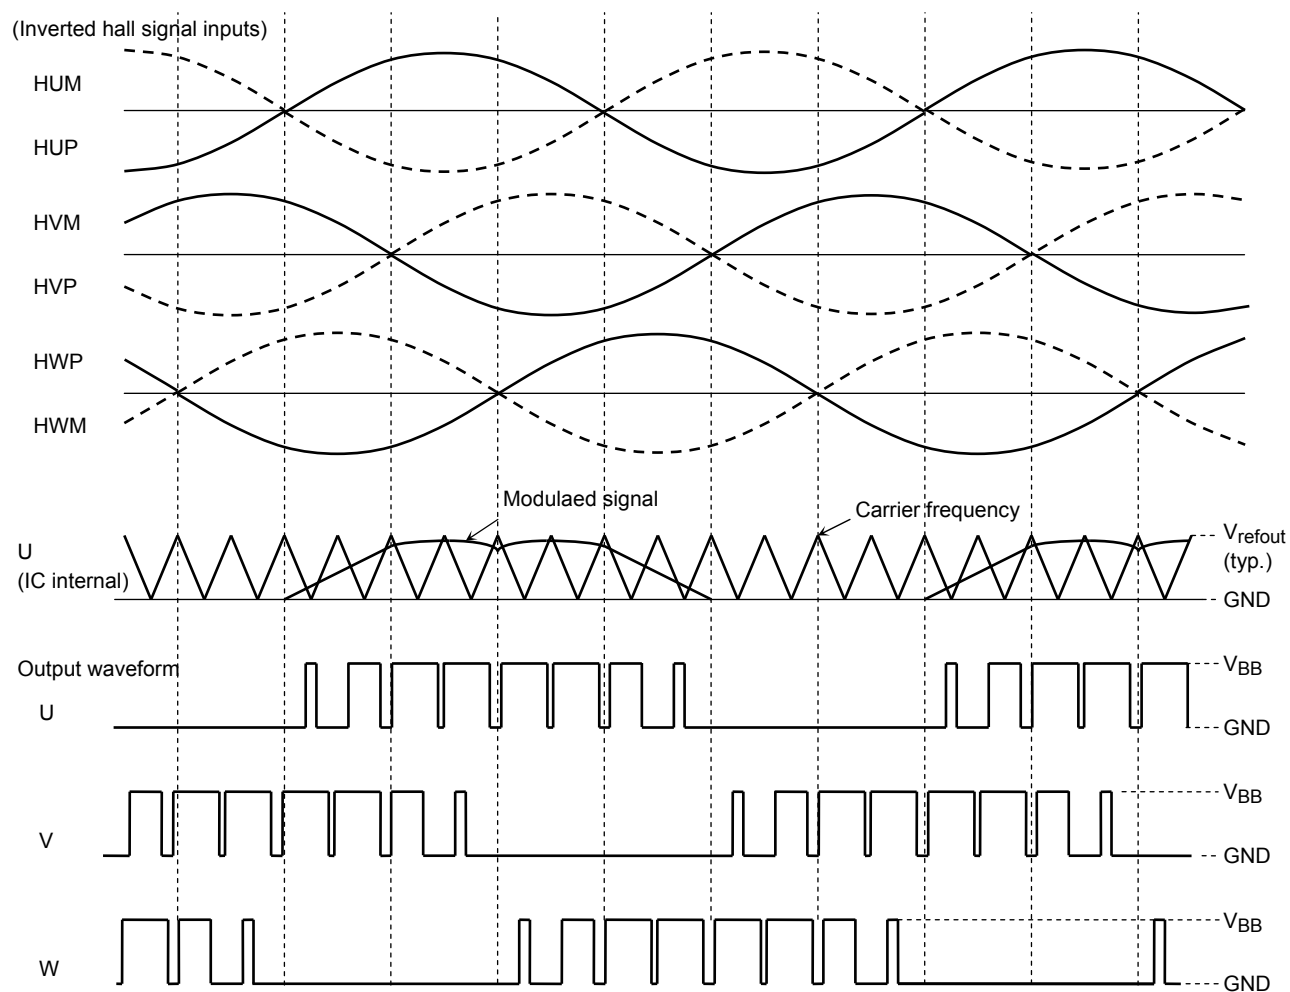 (Inverted hall signal inputs)
HUM
HUP
HVM
HVP
HWP
HWM
Modulaed signal
Carrier frequency
U
(IC internal)
Vrefout
(typ.)
GND
Output waveform
U
VBB
GND
V
VBB
GND
W
VBB
GND